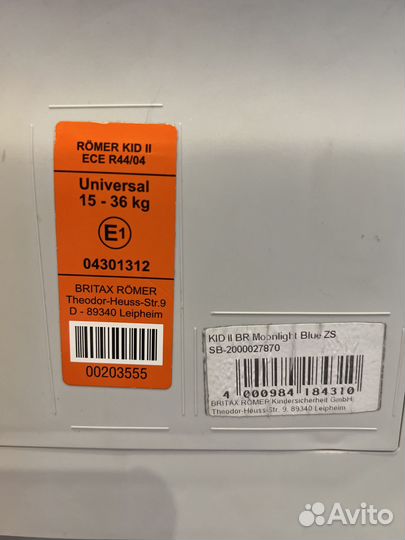 RÖMER KID II
ECE R44/04
Universal
15 - 36 kg
E1
04301312
BRITAX RÖMER
Theodor-Heuss-Str.9
D - 89340 Leipheim
00203555
KID II BR Moonlight Blue ZS
SB-2000027870
4 000984 184310
BRITAX RÖMER Kindersicherheit GmbH
Theodor-Heuss-Str. 9, 89340 Leipheim
Avito